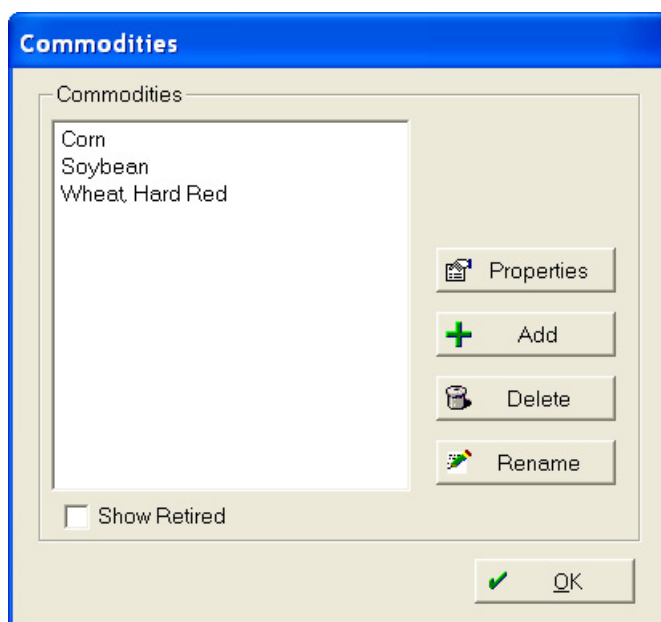 Commodities
Commodities
Corn
Soybean
Wheat, Hard Red
Properties
Add
Delete
Rename
Show Retired
OK